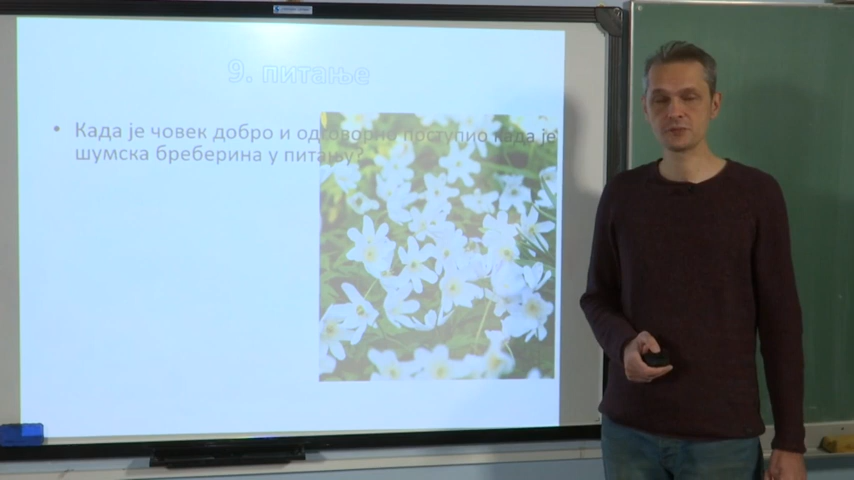 9. питање
• Када је човек добро и одговорно поступио када је
шумска бреберина у питању?